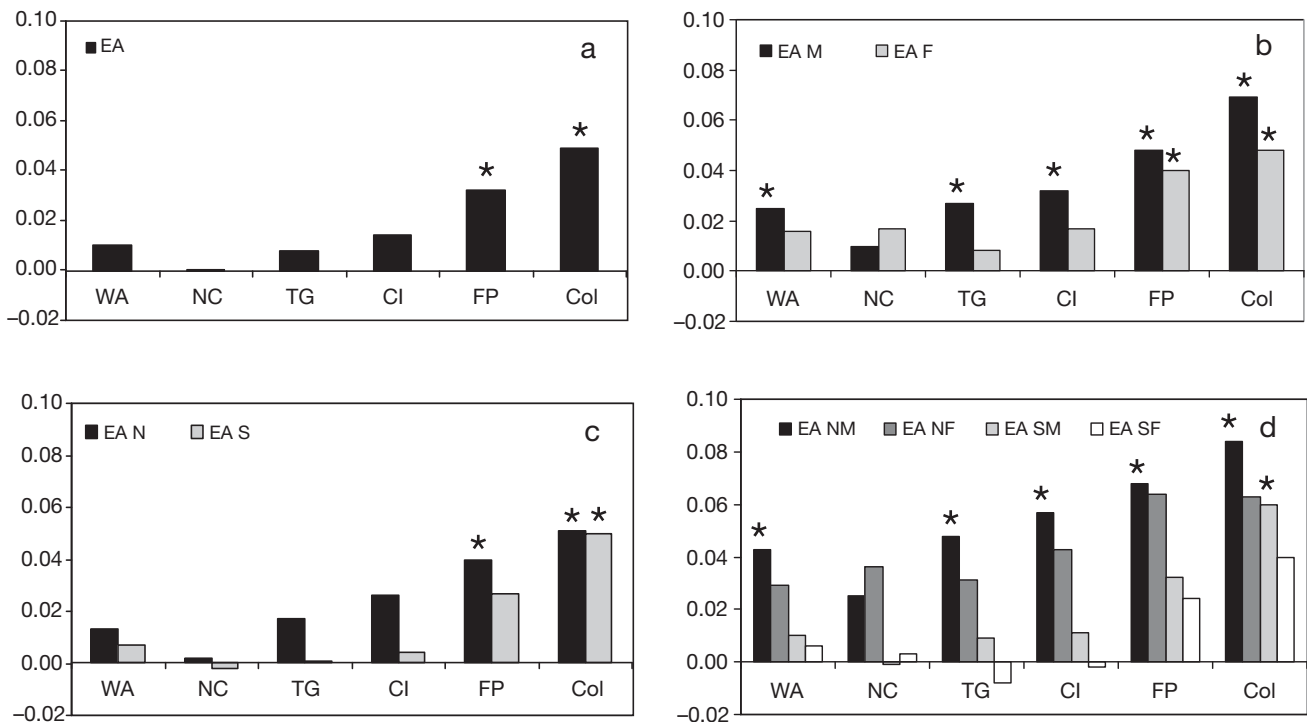 0.10
0.08
0.06
0.04
0.02
0.00
–0.02
EA
a
* *
WA NC TG CI FP Col
0.10
0.08
0.06
0.04
0.02
0.00
–0.02
EA M EA F
b
* * * * * * *
WA NC TG CI FP Col
0.10
0.08
0.06
0.04
0.02
0.00
–0.02
EA N EA S
c
* * *
WA NC TG CI FP Col
0.10
0.08
0.06
0.04
0.02
0.00
–0.02
EA NM EA NF EA SM EA SF
d
* * * * * *
WA NC TG CI FP Col